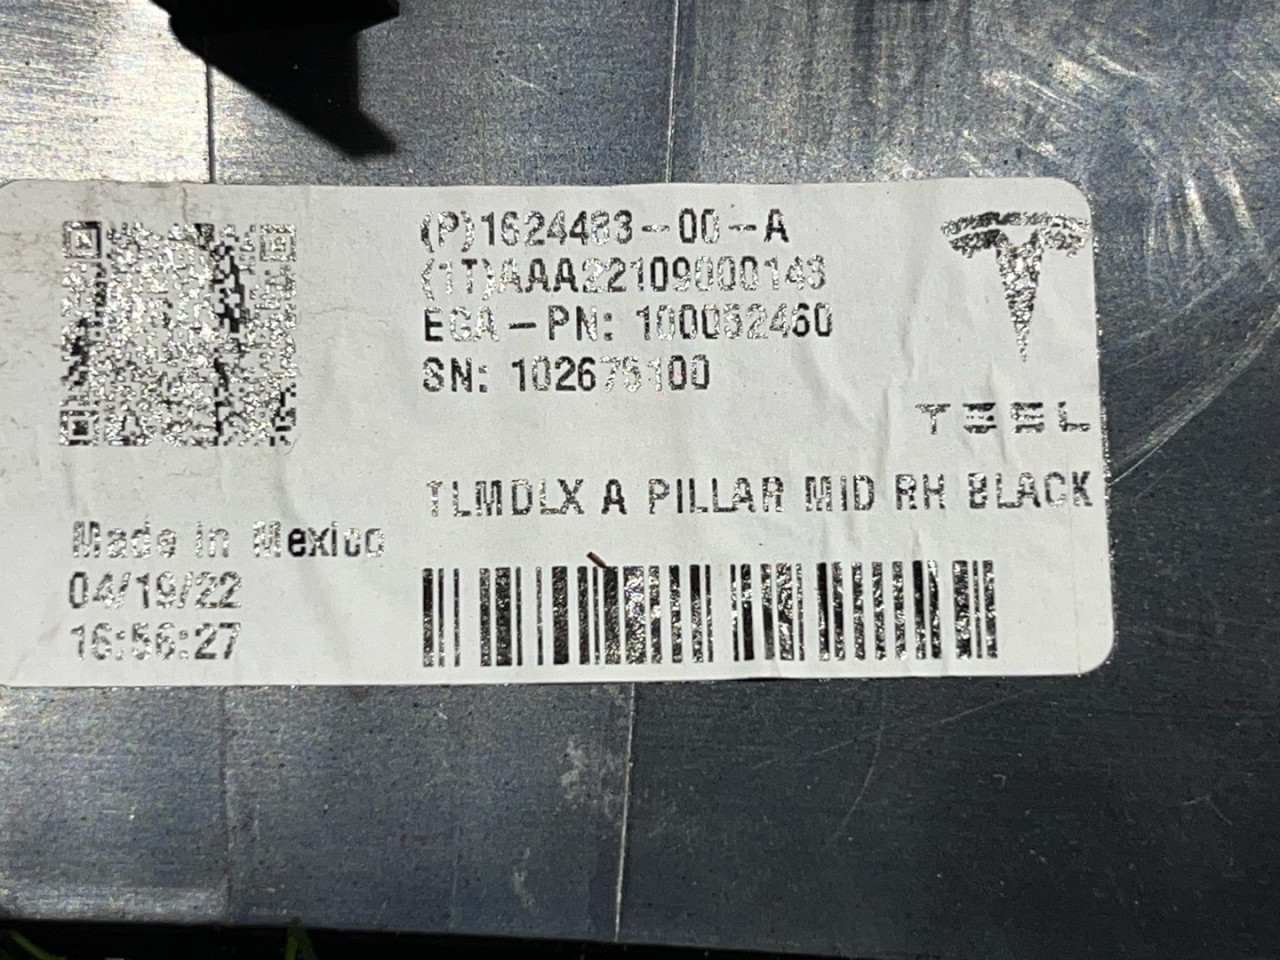 (P)1624483-00-A
(1T)AAA22109000143
EGA-PN: 100052460
SN: 102675100
TESL
TLMDLX A PILLAR MID RH BLACK
Made in Mexico
04/19/22
16:56:27